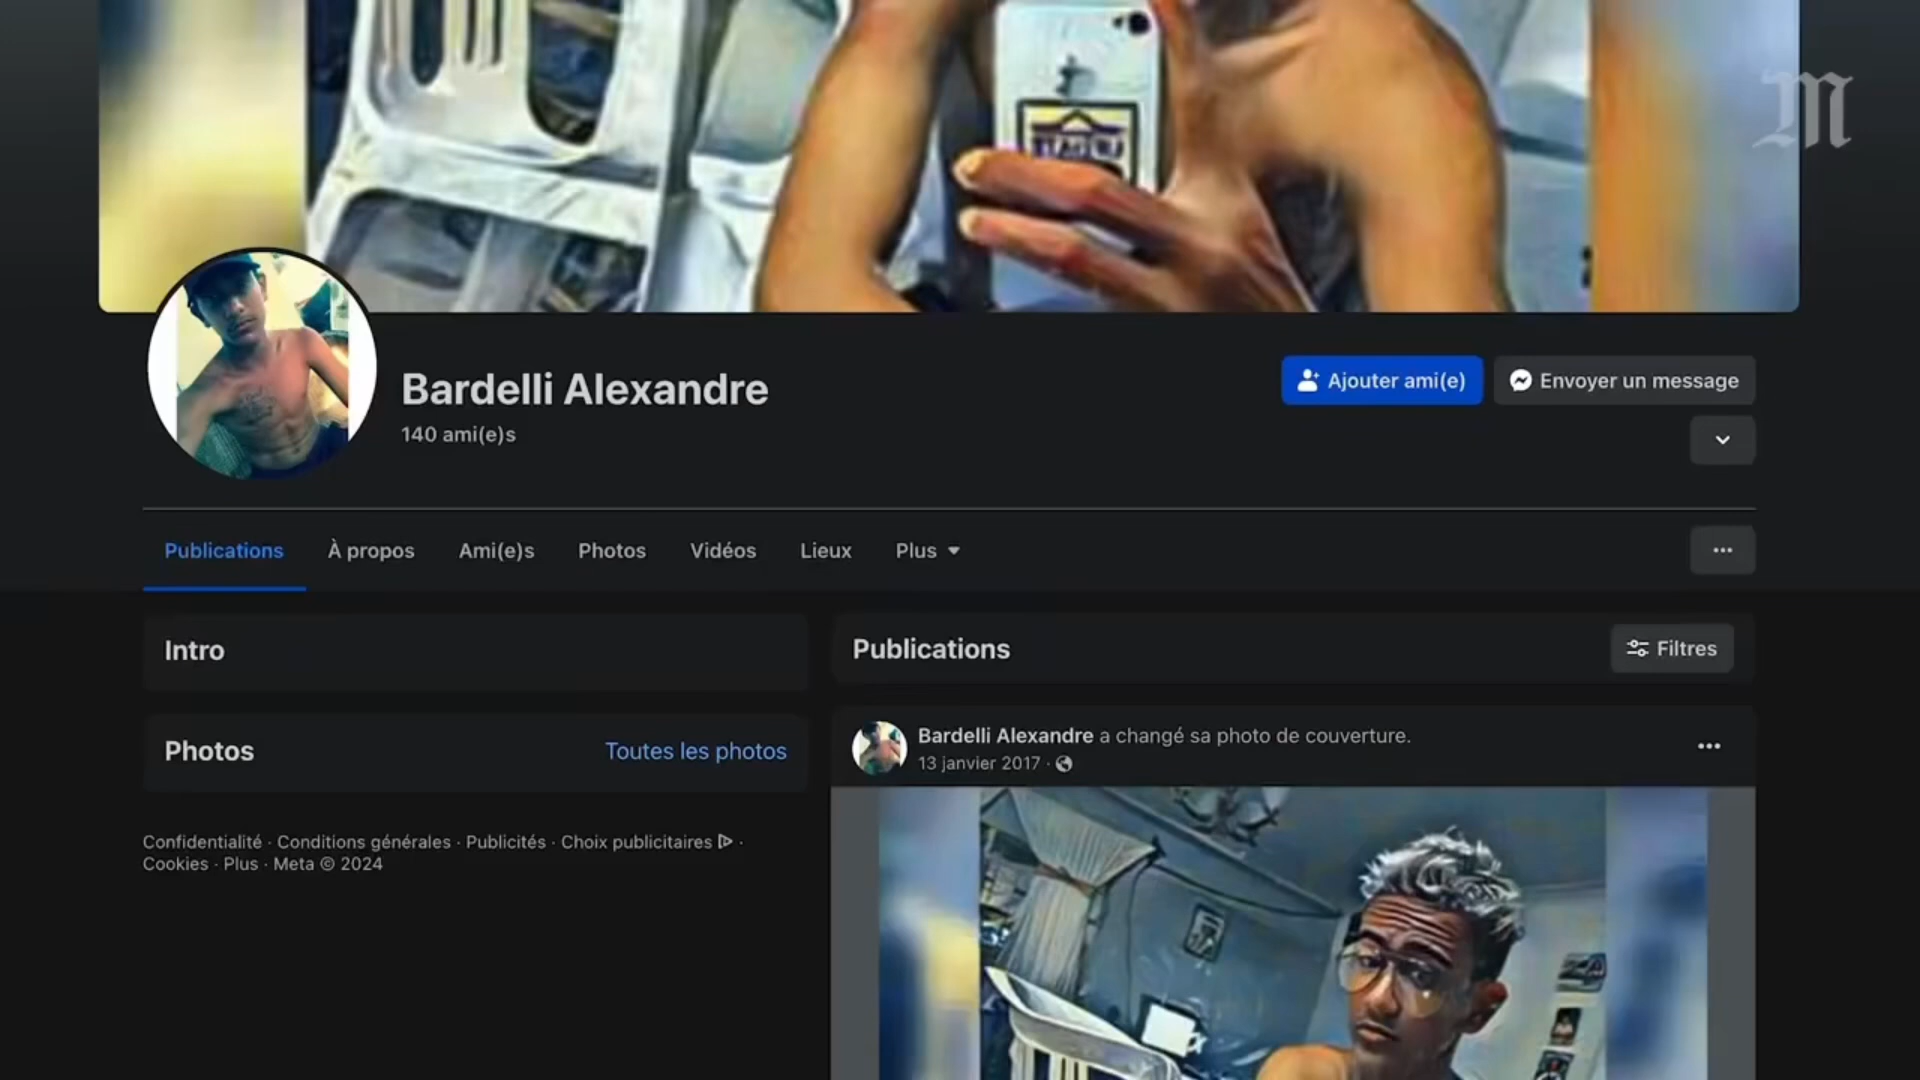 M
Bardelli Alexandre
140 ami(e)s
Ajouter ami(e)
Envoyer un message
Publications
À propos
Ami(e)s
Photos
Vidéos
Lieux
Plus
Intro
Photos
Toutes les photos
Confidentialité · Conditions générales · Publicités · Choix publicitaires ·
Cookies · Plus · Meta © 2024
Publications
Filtres
Bardelli Alexandre a changé sa photo de couverture.
13 janvier 2017 ·